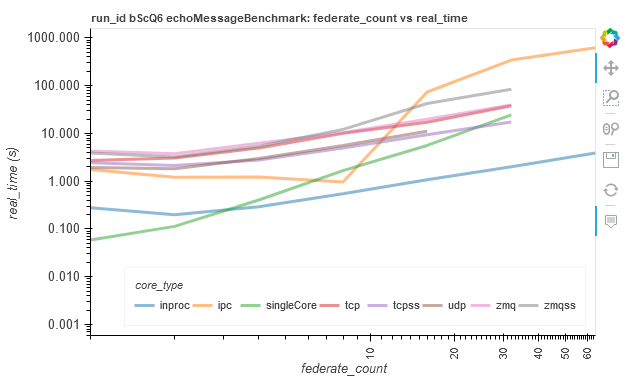 run_id bScQ6 echoMessageBenchmark: federate_count vs real_time
1000.000
100.000
10.000
1.000
0.100
0.010
0.001
real_time (s)
core_type
inproc ipc singleCore tcp tcpss udp zmq zmqss
10 20 30 40 50 60
federate_count